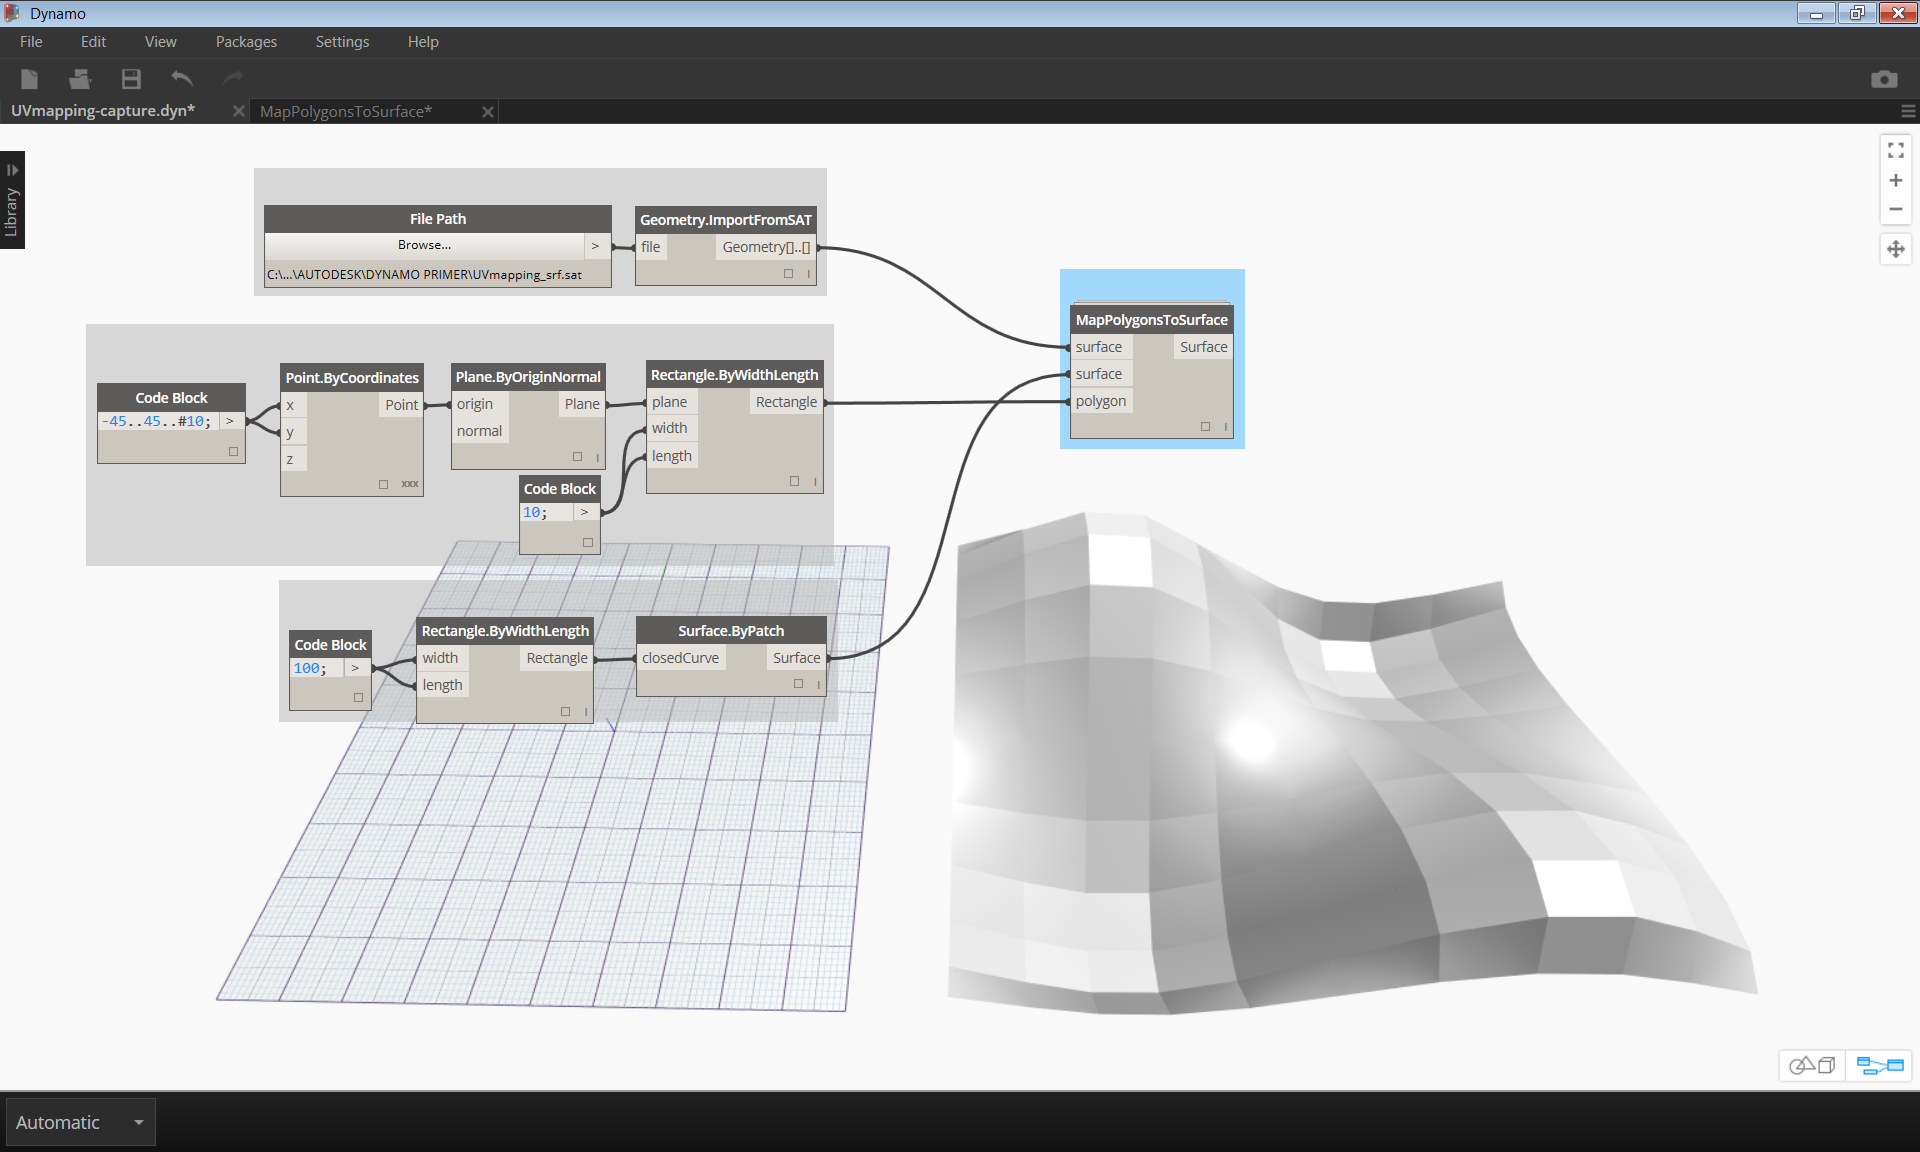 Dynamo
File Edit View Packages Settings Help
UVmapping-capture.dyn* MapPolygonsToSurface*
Library
File Path
Browse... >
C:\...\AUTODESK\DYNAMO PRIMER\UVmapping_srf.sat
Geometry.ImportFromSAT
file Geometry[]..[]
MapPolygonsToSurface
surface Surface
surface
polygon
Code Block
-45..45..#10; >
Point.ByCoordinates
x Point
y
z
xxx
Plane.ByOriginNormal
origin Plane
normal
Rectangle.ByWidthLength
plane Rectangle
width
length
Code Block
10; >
Code Block
100; >
Rectangle.ByWidthLength
width Rectangle
length
Surface.ByPatch
closedCurve Surface
Automatic